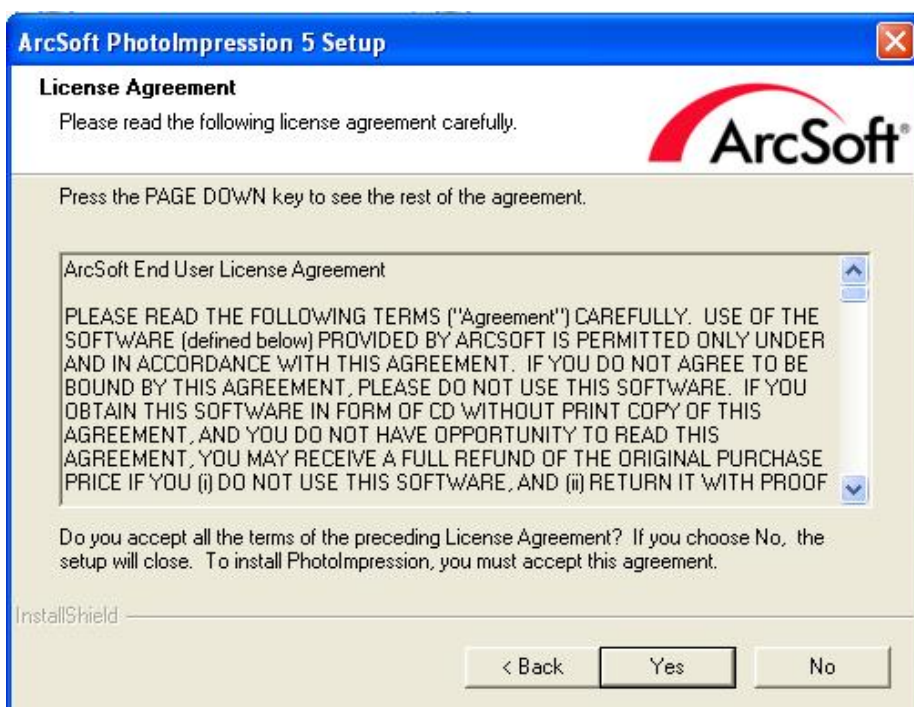 ArcSoft PhotoImpression 5 Setup
License Agreement
Please read the following license agreement carefully.
ArcSoft®
Press the PAGE DOWN key to see the rest of the agreement.
ArcSoft End User License Agreement
PLEASE READ THE FOLLOWING TERMS ("Agreement") CAREFULLY. USE OF THE
SOFTWARE (defined below) PROVIDED BY ARCSOFT IS PERMITTED ONLY UNDER
AND IN ACCORDANCE WITH THIS AGREEMENT. IF YOU DO NOT AGREE TO BE
BOUND BY THIS AGREEMENT, PLEASE DO NOT USE THIS SOFTWARE. IF YOU
OBTAIN THIS SOFTWARE IN FORM OF CD WITHOUT PRINT COPY OF THIS
AGREEMENT, AND YOU DO NOT HAVE OPPORTUNITY TO READ THIS
AGREEMENT, YOU MAY RECEIVE A FULL REFUND OF THE ORIGINAL PURCHASE
PRICE IF YOU (i) DO NOT USE THIS SOFTWARE, AND (ii) RETURN IT WITH PROOF
Do you accept all the terms of the preceding License Agreement? If you choose No, the
setup will close. To install PhotoImpression, you must accept this agreement.
InstallShield
< Back
Yes
No